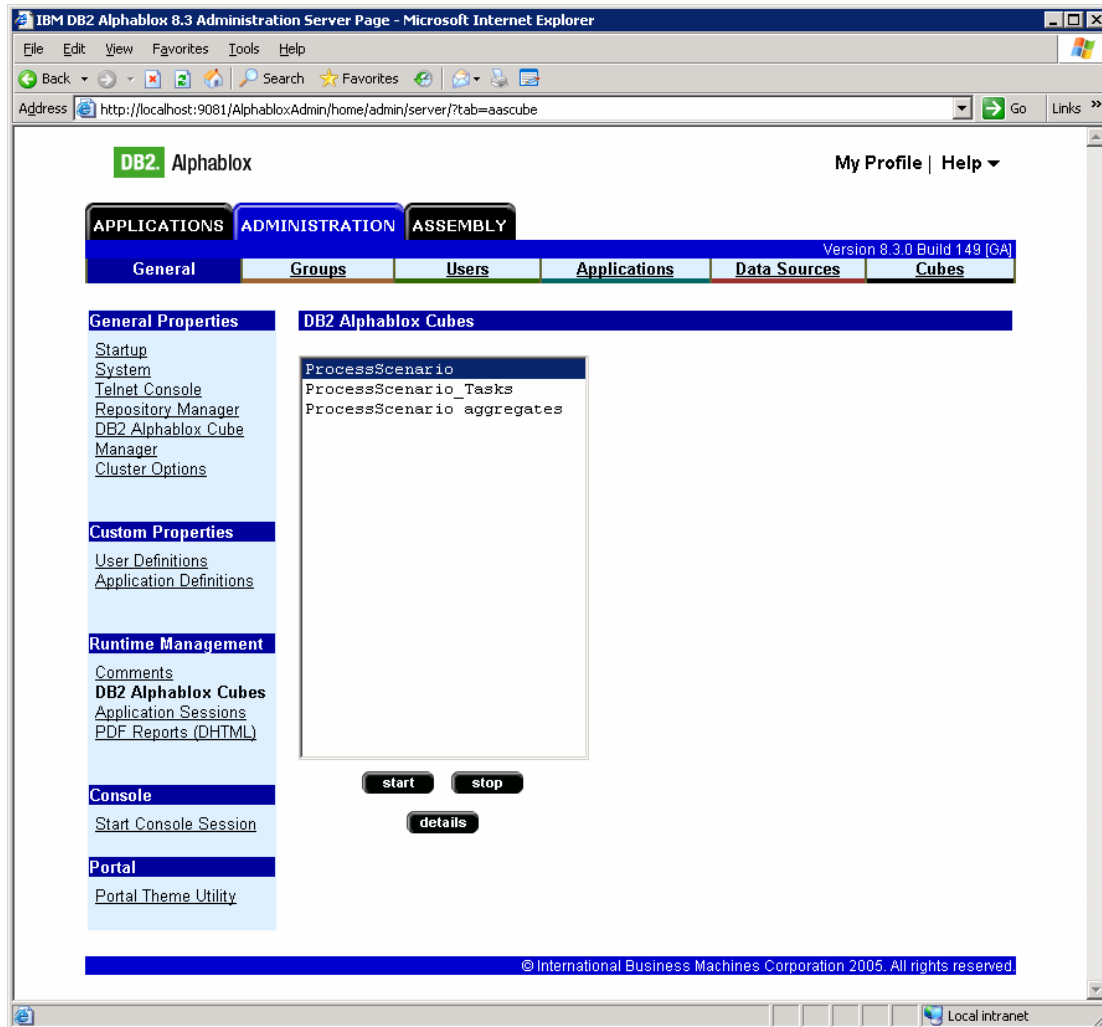 IBM DB2 Alphablox 8.3 Administration Server Page - Microsoft Internet Explorer
File Edit View Favorites Tools Help
Back Search Favorites
Address http://localhost:9081/AlphabloxAdmin/home/admin/server/?tab=aascube Go Links »
DB2. Alphablox My Profile | Help
APPLICATIONS ADMINISTRATION ASSEMBLY
Version 8.3.0 Build 149 [GA]
General Groups Users Applications Data Sources Cubes
General Properties
Startup
System
Telnet Console
Repository Manager
DB2 Alphablox Cube
Manager
Cluster Options
Custom Properties
User Definitions
Application Definitions
Runtime Management
Comments
DB2 Alphablox Cubes
Application Sessions
PDF Reports (DHTML)
Console
Start Console Session
Portal
Portal Theme Utility
DB2 Alphablox Cubes
ProcessScenario
ProcessScenario_Tasks
ProcessScenario aggregates
start stop
details
© International Business Machines Corporation 2005. All rights reserved.
Local intranet